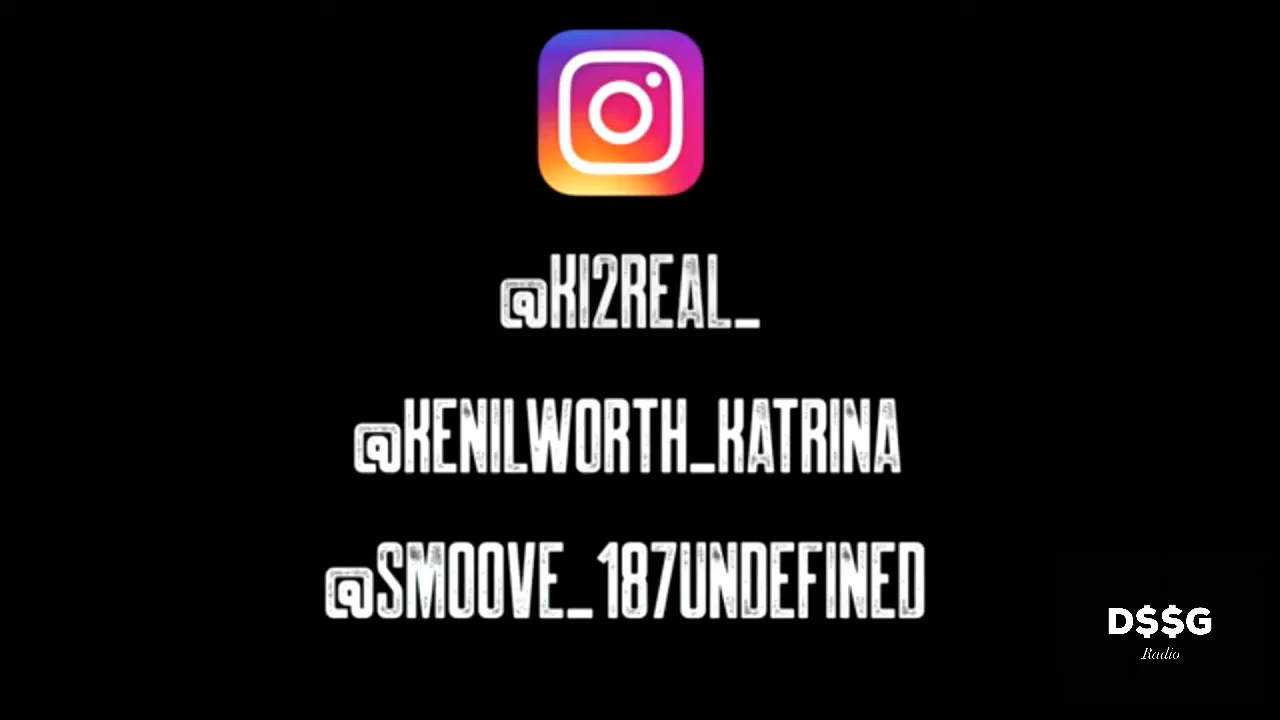 @KI2REAL_
@KENILWORTH_KATRINA
@SMOOVE_187UNDEFINED
D$$G
Radio